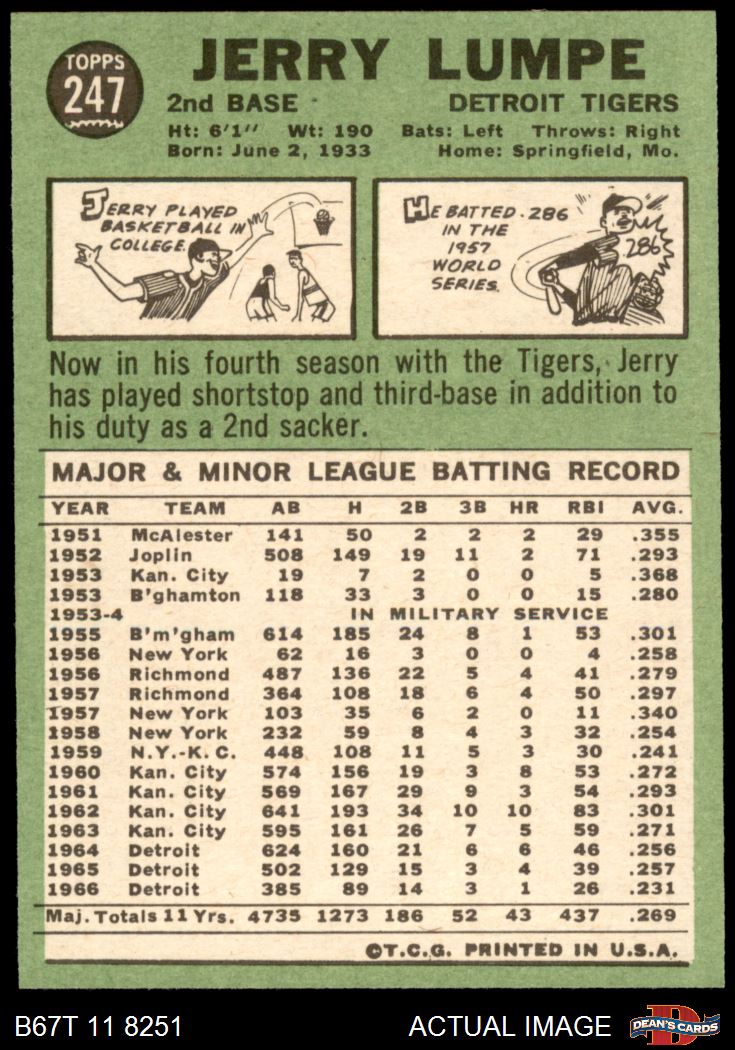 TOPPS
247
JERRY LUMPE
2nd BASE DETROIT TIGERS
Ht: 6'1" Wt: 190 Bats: Left Throws: Right
Born: June 2, 1933 Home: Springfield, Mo.
JERRY PLAYED
BASKETBALL IN
COLLEGE.
HE BATTED .286
IN THE
1957
WORLD
SERIES.
286
Now in his fourth season with the Tigers, Jerry
has played shortstop and third-base in addition to
his duty as a 2nd sacker.
MAJOR & MINOR LEAGUE BATTING RECORD
YEAR TEAM AB H 2B 3B HR RBI AVG.
1951 McAlester 141 50 2 2 2 29 .355
1952 Joplin 508 149 19 11 2 71 .293
1953 Kan. City 19 7 2 0 0 5 .368
1953 B'ghamton 118 33 3 0 0 15 .280
1953-4 IN MILITARY SERVICE
1955 B'm'gham 614 185 24 8 1 53 .301
1956 New York 62 16 3 0 0 4 .258
1956 Richmond 487 136 22 5 4 41 .279
1957 Richmond 364 108 18 6 4 50 .297
1957 New York 103 35 6 2 0 11 .340
1958 New York 232 59 8 4 3 32 .254
1959 N.Y.-K.C. 448 108 11 5 3 30 .241
1960 Kan. City 574 156 19 3 8 53 .272
1961 Kan. City 569 167 29 9 3 54 .293
1962 Kan. City 641 193 34 10 10 83 .301
1963 Kan. City 595 161 26 7 5 59 .271
1964 Detroit 624 160 21 6 6 46 .256
1965 Detroit 502 129 15 3 4 39 .257
1966 Detroit 385 89 14 3 1 26 .231
Maj. Totals 11 Yrs. 4735 1273 186 52 43 437 .269
©T.C.G. PRINTED IN U.S.A.
B67T 11 8251 ACTUAL IMAGE DEAN'S CARDS